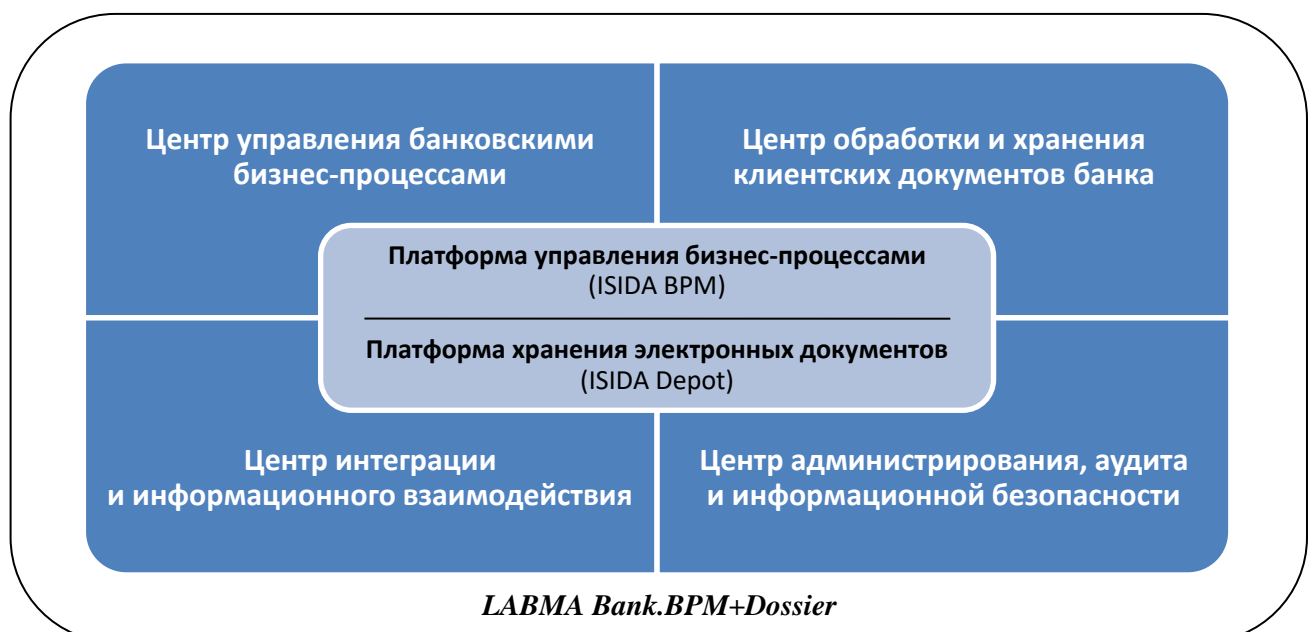 Центр управления банковскими
бизнес-процессами
Центр обработки и хранения
клиентских документов банка
Платформа управления бизнес-процессами
(ISIDA BPM)
Платформа хранения электронных документов
(ISIDA Depot)
Центр интеграции
и информационного взаимодействия
Центр администрирования, аудита
и информационной безопасности
LABMA Bank.BPM+Dossier